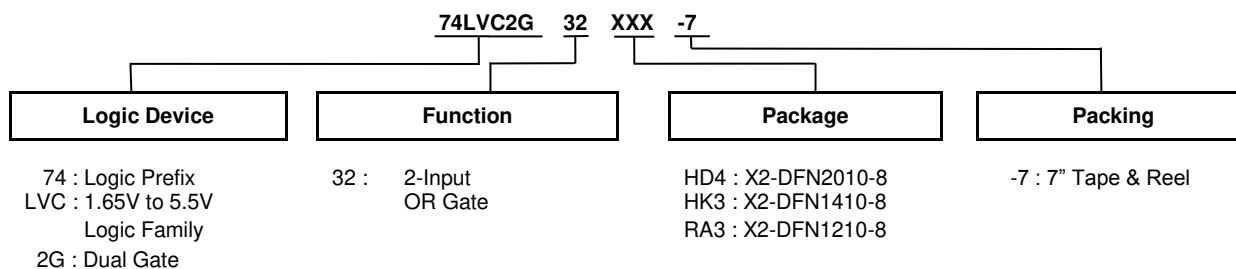 74LVC2G 32 XXX -7
Logic Device
Function
Package
Packing
74 : Logic Prefix
LVC : 1.65V to 5.5V
Logic Family
2G : Dual Gate
32 : 2-Input
OR Gate
HD4 : X2-DFN2010-8
HK3 : X2-DFN1410-8
RA3 : X2-DFN1210-8
-7 : 7” Tape & Reel